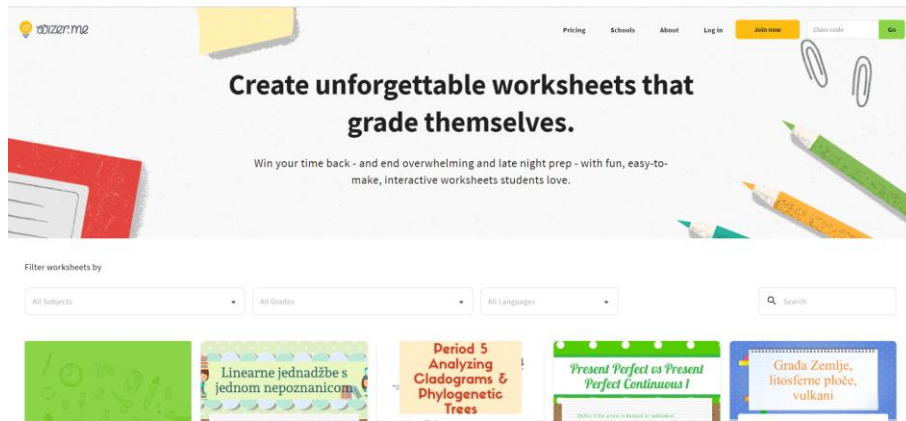 wizer.me
Pricing Schools About Log in Join now Class code Go
Create unforgettable worksheets that
grade themselves.
Win your time back - and end overwhelming and late night prep - with fun, easy-to-
make, interactive worksheets students love.
Filter worksheets by
All Subjects All Grades All Languages Search
Linearne jednadžbe s
jednom nepoznanicom
Period 5
Analyzing
Cladograms &
Phylogenetic
Trees
Present Perfect vs Present
Perfect Continuous 1
Građa Zemlje,
litosferne ploče,
vulkani